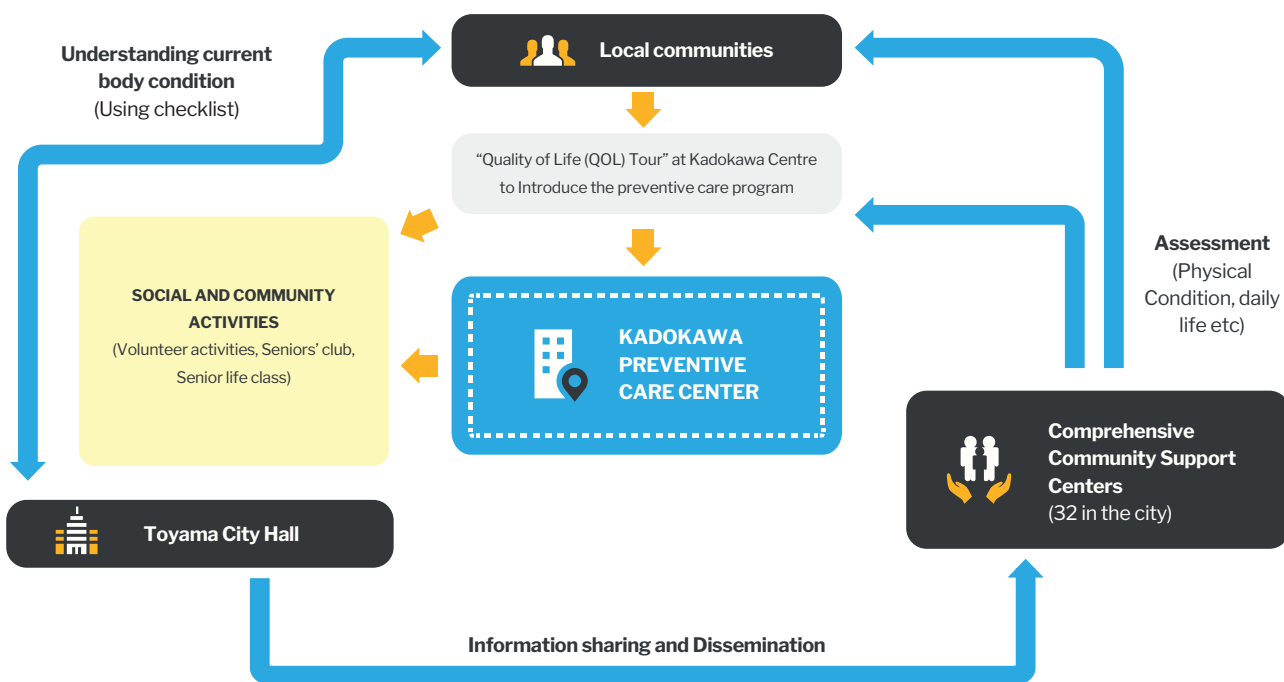 Understanding current
body condition
(Using checklist)
Local communities
“Quality of Life (QOL) Tour” at Kadokawa Centre
to Introduce the preventive care program
SOCIAL AND COMMUNITY
ACTIVITIES
(Volunteer activities, Seniors’ club,
Senior life class)
KADOKAWA
PREVENTIVE
CARE CENTER
Assessment
(Physical
Condition, daily
life etc)
Comprehensive
Community Support
Centers
(32 in the city)
Toyama City Hall
Information sharing and Dissemination